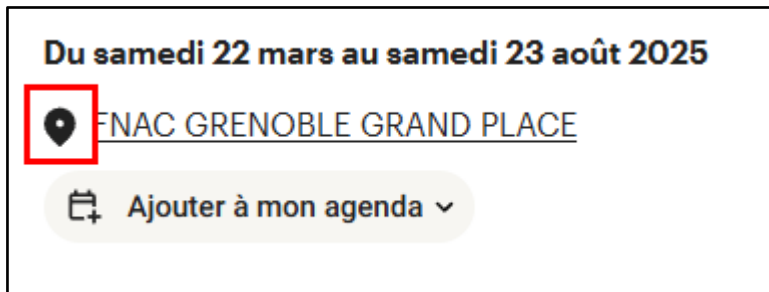 Du samedi 22 mars au samedi 23 août 2025
FNAC GRENOBLE GRAND PLACE
Ajouter à mon agenda